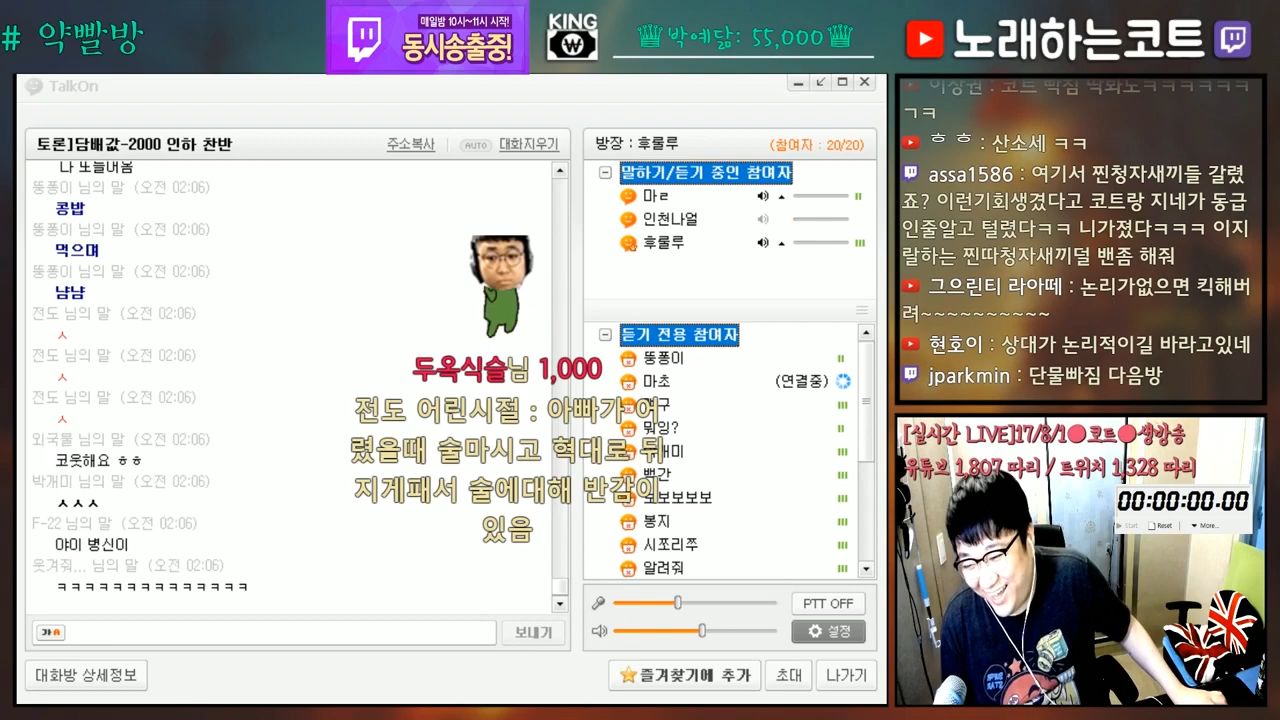 # 약빨방
매일밤 10시~11시 시작!
동시송출중!
KING
₩
박예닮: 55,000
노래하는코트
TalkOn
토론]담배값-2000 인하 찬반
주소복사
AUTO
대화지우기
나 또늘내옴
뚱퐁이 님의 말 (오전 02:06)
콩밥
뚱퐁이 님의 말 (오전 02:06)
먹으며
뚱퐁이 님의 말 (오전 02:06)
냠냠
전도 님의 말 (오전 02:06)
ㅅ
전도 님의 말 (오전 02:06)
ㅅ
전도 님의 말 (오전 02:06)
ㅅ
외국물 님의 말 (오전 02:06)
코웃해요 ㅎㅎ
박개미 님의 말 (오전 02:06)
ㅅㅅㅅ
F-22 님의 말 (오전 02:06)
야이 병신이
웃겨줘... 님의 말 (오전 02:06)
ㅋㅋㅋㅋㅋㅋㅋㅋㅋㅋㅋㅋㅋㅋ
가A
보내기
대화방 상세정보
두옥식슬님 1,000
전도 어린시절 : 아빠가 여
렸을때 술마시고 혁대로 뒤
지게패서 술에대해 반감이
있음
방장 : 후룰루
(참여자 : 20/20)
말하기/듣기 중인 참여자
마ㄹ
인천나얼
후룰루
듣기 전용 참여자
뚱퐁이
마초
(연결중)
봉지
시쪼리쭈
알려줘
PTT OFF
설정
즐겨찾기에 추가
초대
나가기
이상권 : 코트 빡침
ㄱㅋ
ᄒ ᄒ : 산소세 ㅋㅋ
assa1586 : 여기서 찐청자새끼들 갈렸
죠? 이런기회생겼다고 코트랑 지네가 동급
인줄알고 털렸다ㅋㅋ 니가졌다ㅋㅋㅋ 이지
랄하는 찐따청자새끼덜 밴좀 해줘
그으린티 라아떼 : 논리가없으면 킥해버
려~~~~~~~~~~
현호이 : 상대가 논리적이길 바라고있네
jparkmin : 단물빠짐 다음방
[실시간 LIVE]17/8/1●코트●생방송
유튜브 1,807 따리 / 트위치 1,328 따리
00:00:00.00
Start
Reset
More...